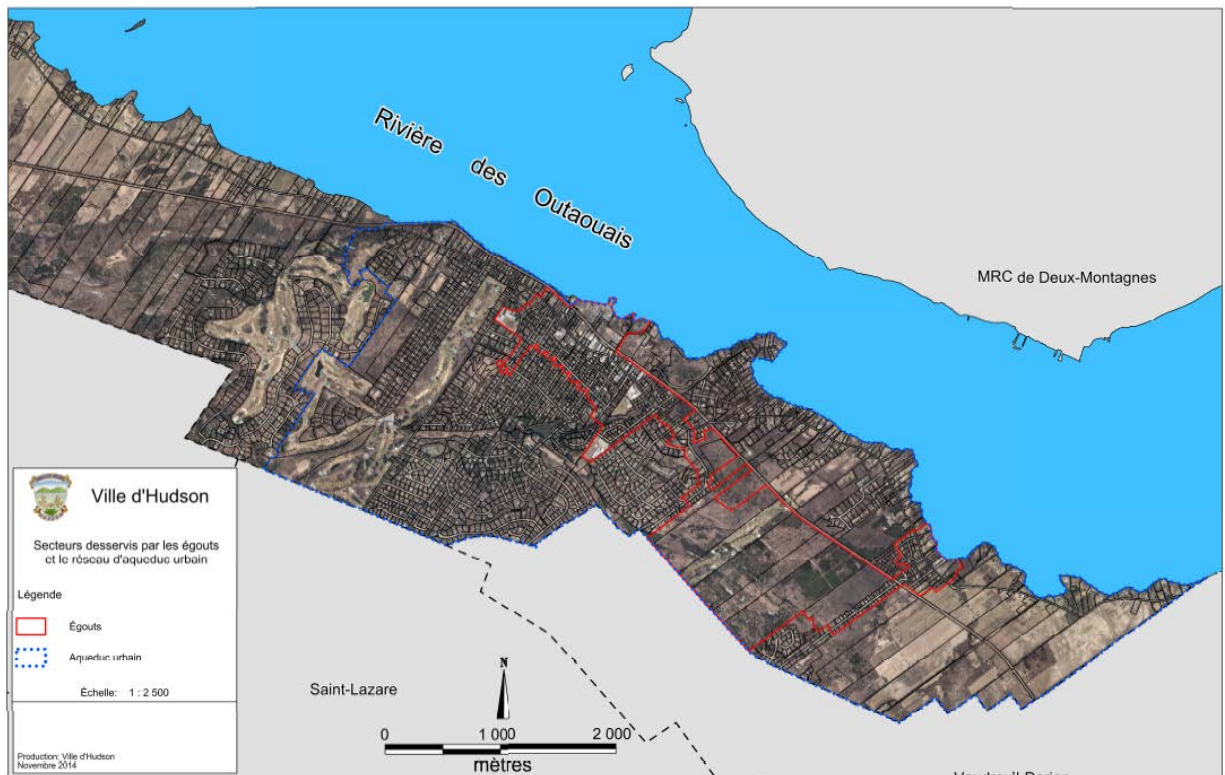 Rivière des Outaouais
MRC de Deux-Montagnes
Ville d'Hudson
Secteurs desservis par les égouts
et le réseau d'aqueduc urbain
Légende
Égouts
Aqueduc urbain
Échelle: 1 : 2 500
Production: Ville d'Hudson
Novembre 2014
Saint-Lazare
N
0 1 000 2 000
mètres